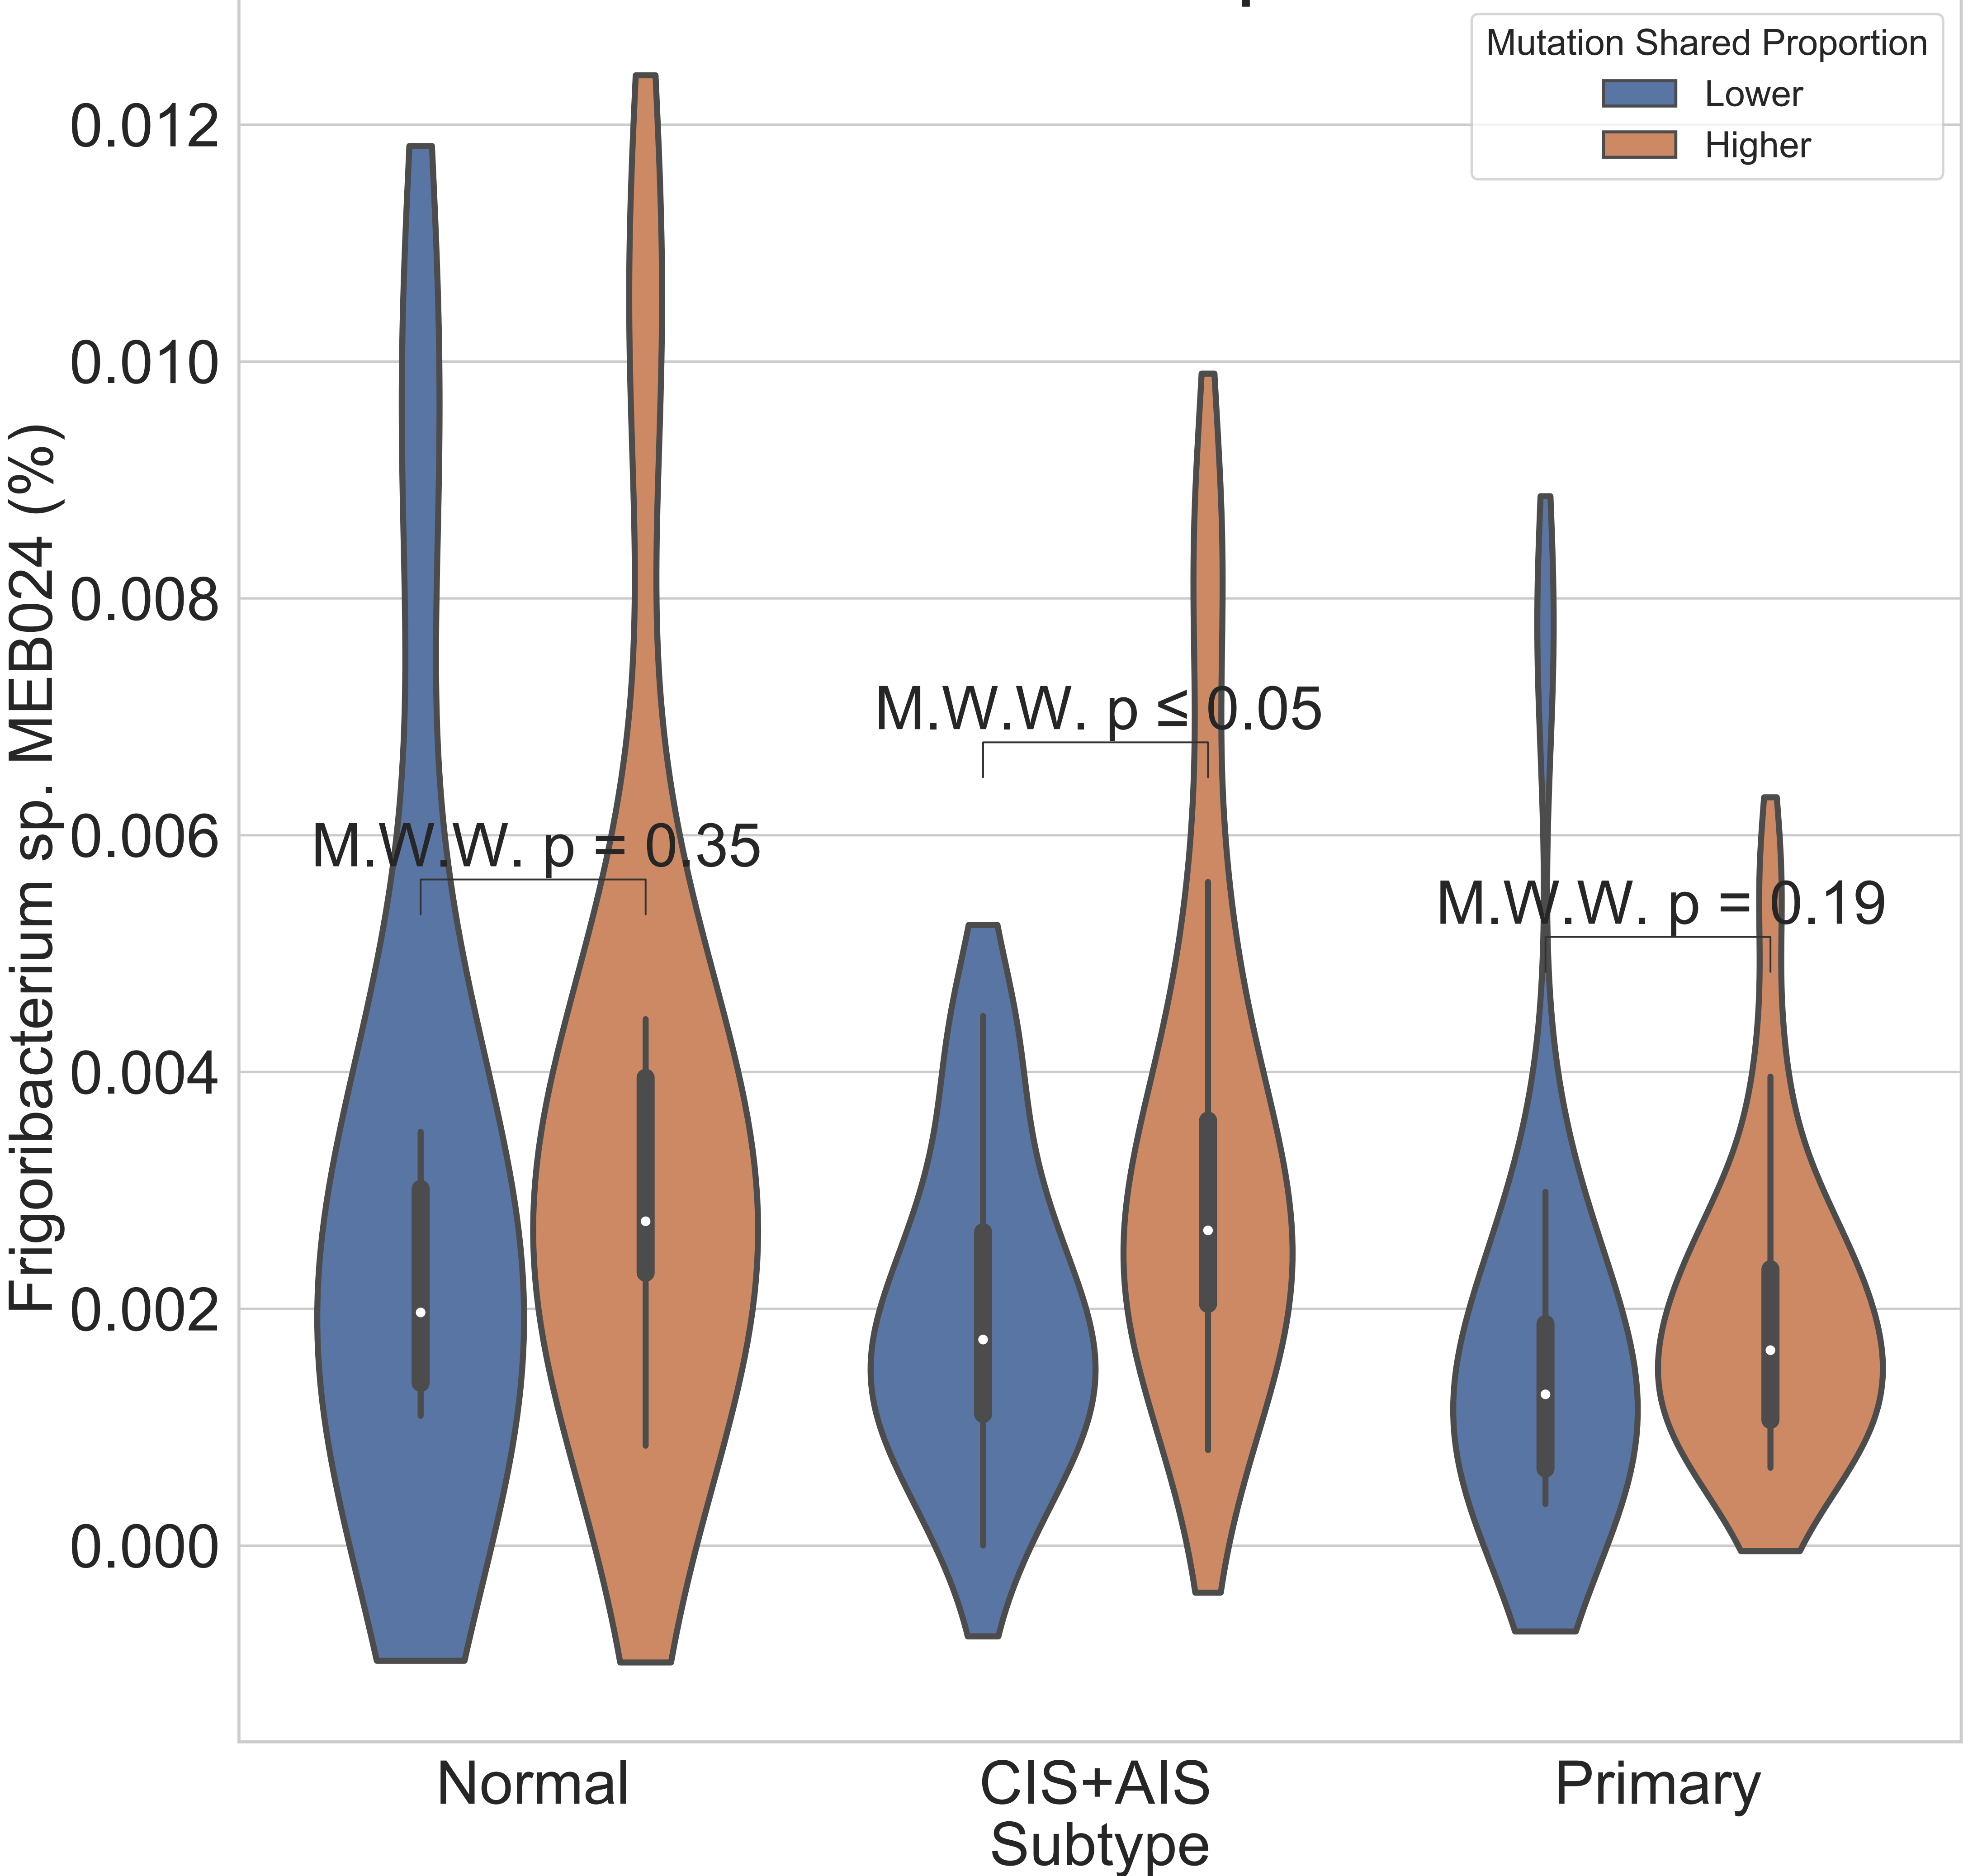 Mutation Shared Proportion
Lower
Higher
0.012
0.010
0.008
0.006
0.004
0.002
0.000
Frigoribacterium sp. MEB024 (%)
M.W.W. p = 0.35
M.W.W. p ≤ 0.05
M.W.W. p = 0.19
Normal
CIS+AIS
Primary
Subtype